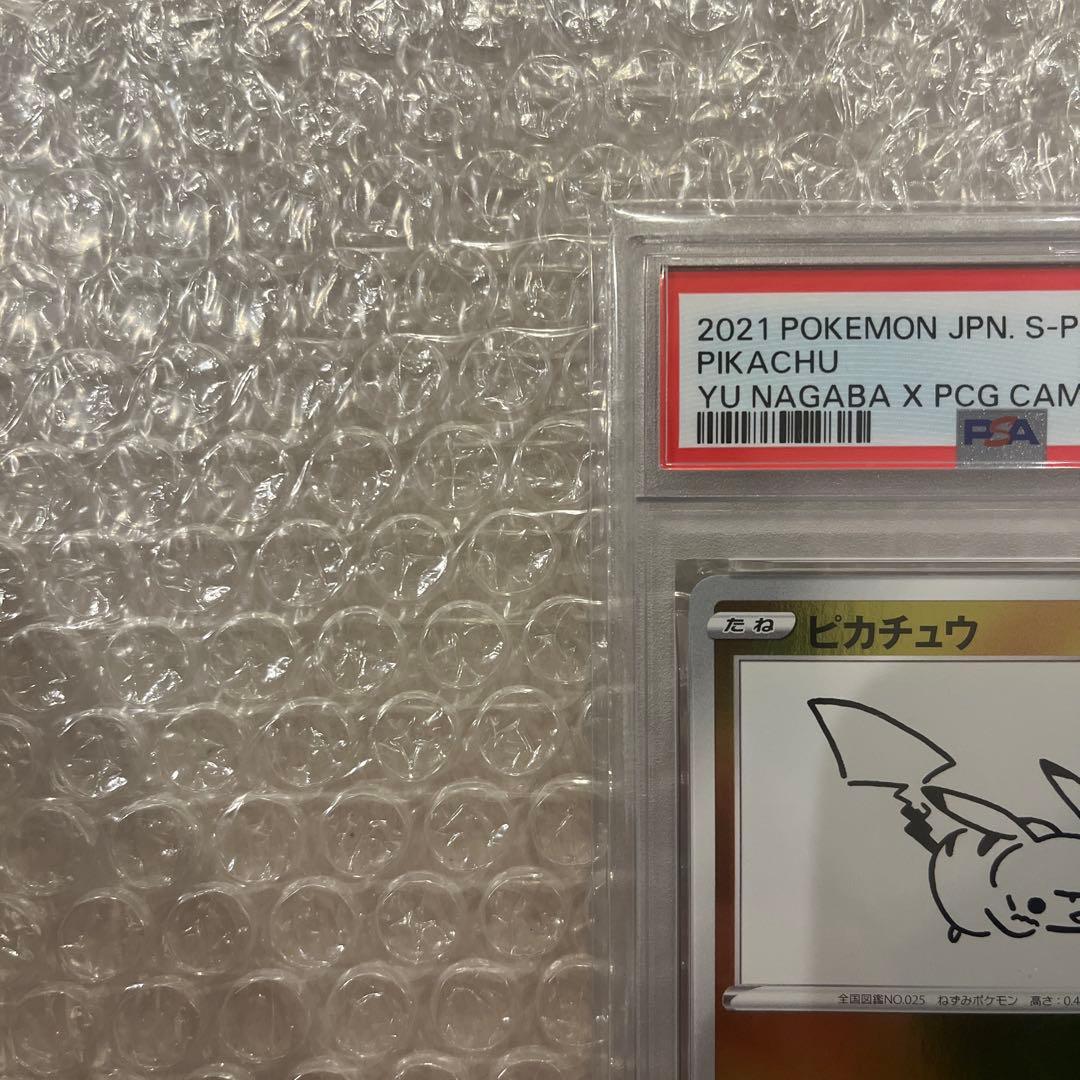 2021 POKEMON JPN. S-P
PIKACHU
YU NAGABA X PCG CAM
PSA
たね ピカチュウ
全国図鑑NO.025 ねずみポケモン 高さ:0.4